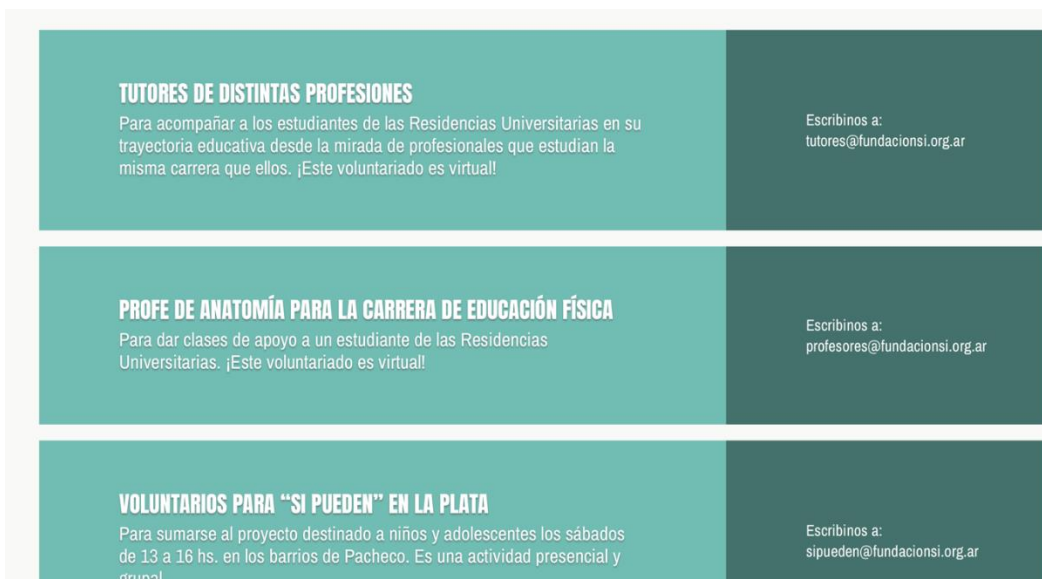 TUTORES DE DISTINTAS PROFESIONES
Para acompañar a los estudiantes de las Residencias Universitarias en su
trayectoria educativa desde la mirada de profesionales que estudian la
misma carrera que ellos. ¡Este voluntariado es virtual!
Escribinos a:
tutores@fundacionsi.org.ar
PROFE DE ANATOMÍA PARA LA CARRERA DE EDUCACIÓN FÍSICA
Para dar clases de apoyo a un estudiante de las Residencias
Universitarias. ¡Este voluntariado es virtual!
Escribinos a:
profesores@fundacionsi.org.ar
VOLUNTARIOS PARA “SI PUEDEN” EN LA PLATA
Para sumarse al proyecto destinado a niños y adolescentes los sábados
de 13 a 16 hs. en los barrios de Pacheco. Es una actividad presencial y
grupal
Escribinos a:
sipueden@fundacionsi.org.ar